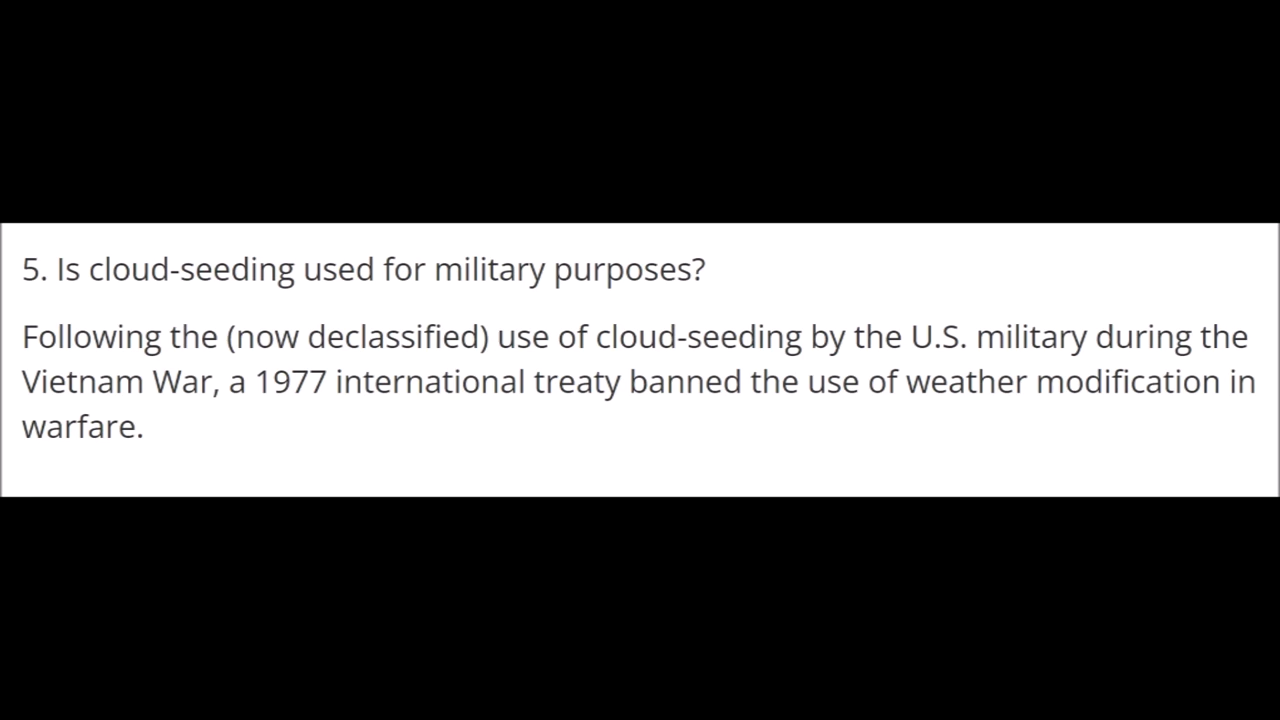 5. Is cloud-seeding used for military purposes?
Following the (now declassified) use of cloud-seeding by the U.S. military during the
Vietnam War, a 1977 international treaty banned the use of weather modification in
warfare.